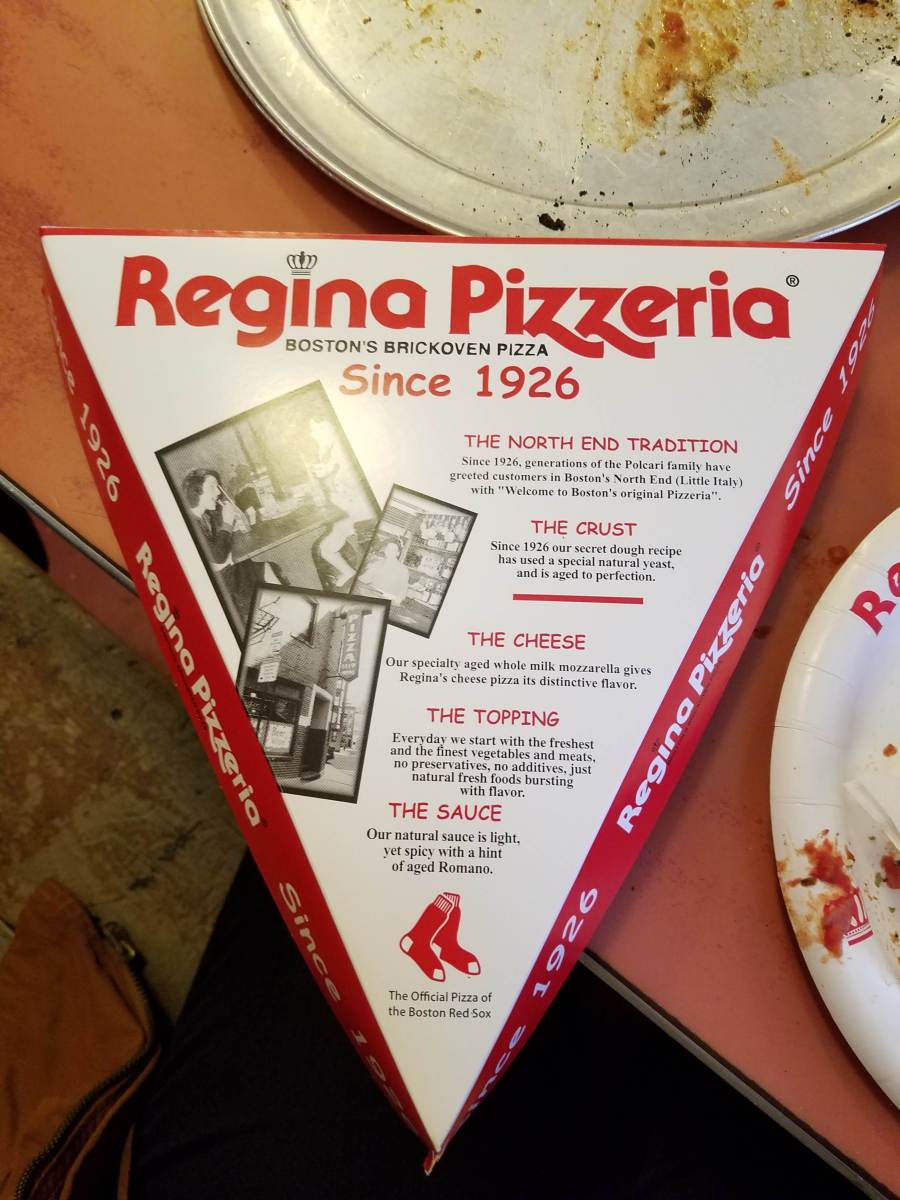 Regina Pizzeria®
BOSTON'S BRICKOVEN PIZZA
Since 1926
THE NORTH END TRADITION
Since 1926, generations of the Polcari family have
greeted customers in Boston's North End (Little Italy)
with "Welcome to Boston's original Pizzeria".
THE CRUST
Since 1926 our secret dough recipe
has used a special natural yeast,
and is aged to perfection.
THE CHEESE
Our specialty aged whole milk mozzarella gives
Regina's cheese pizza its distinctive flavor.
THE TOPPING
Everyday we start with the freshest
and the finest vegetables and meats,
no preservatives, no additives, just
natural fresh foods bursting
with flavor.
THE SAUCE
Our natural sauce is light,
yet spicy with a hint
of aged Romano.
The Official Pizza of
the Boston Red Sox
PIZZA
1926
Regina Pizzeria
Since
Since 1926
Regina Pizzeria
1926